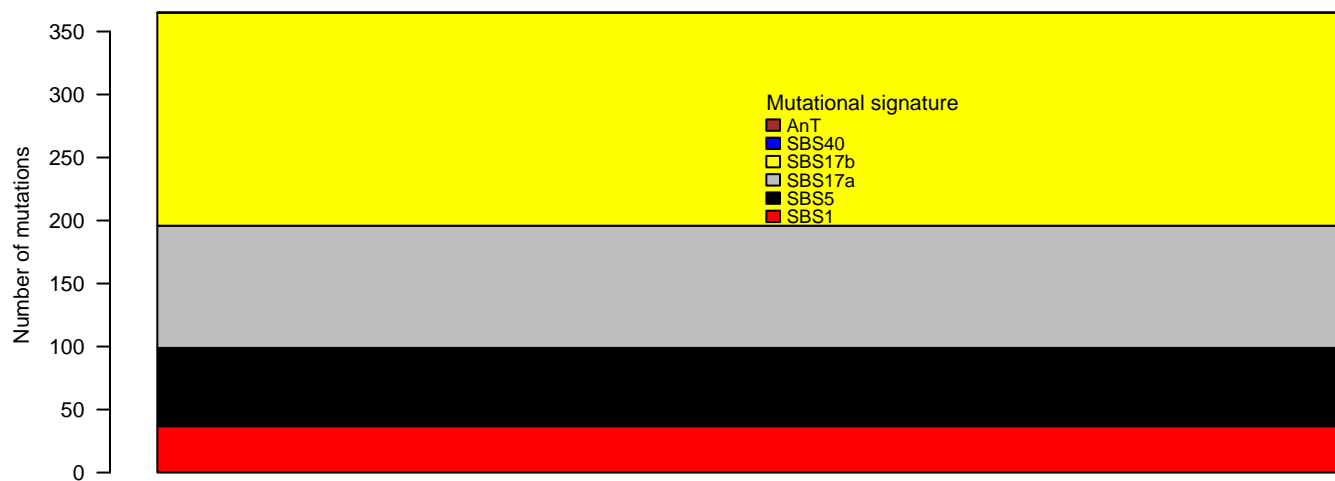 Number of mutations
350
300
250
200
150
100
50
0
Mutational signature
AnT
SBS40
SBS17b
SBS17a
SBS5
SBS1